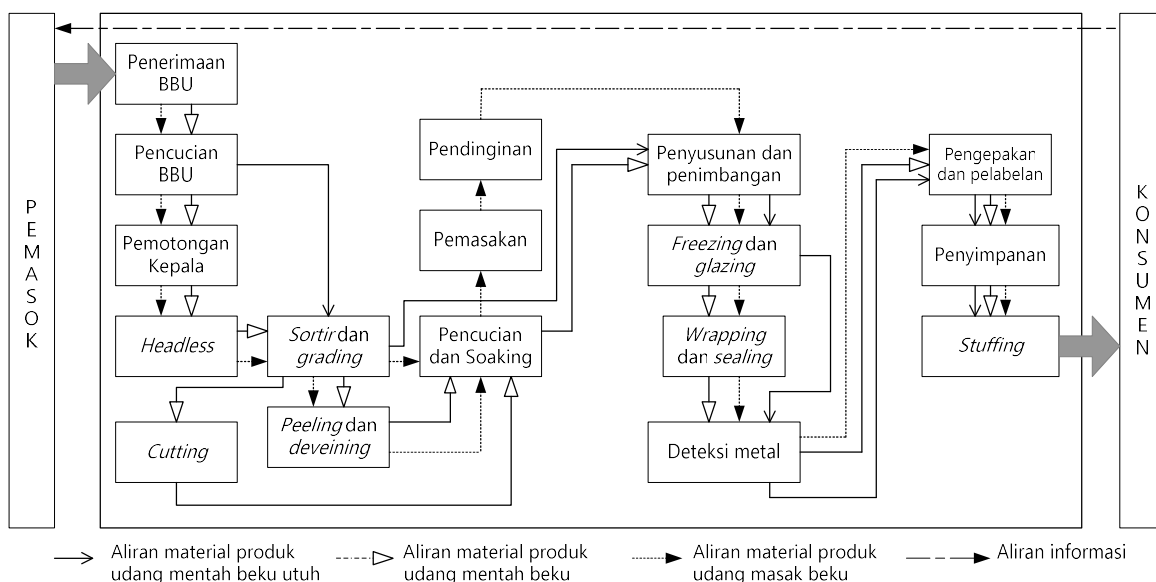 PEMASOK
Penerimaan
BBU
Pencucian
BBU
Pemotongan
Kepala
Headless
Cutting
Sortir dan
grading
Peeling dan
deveining
Pendinginan
Pemasakan
Pencucian
dan Soaking
Penyusunan dan
penimbangan
Freezing dan
glazing
Wrapping
dan sealing
Deteksi metal
Pengepakan
dan pelabelan
Penyimpanan
Stuffing
KONSUMEN
Aliran material produk
udang mentah beku utuh
Aliran material produk
udang mentah beku
Aliran material produk
udang masak beku
Aliran informasi